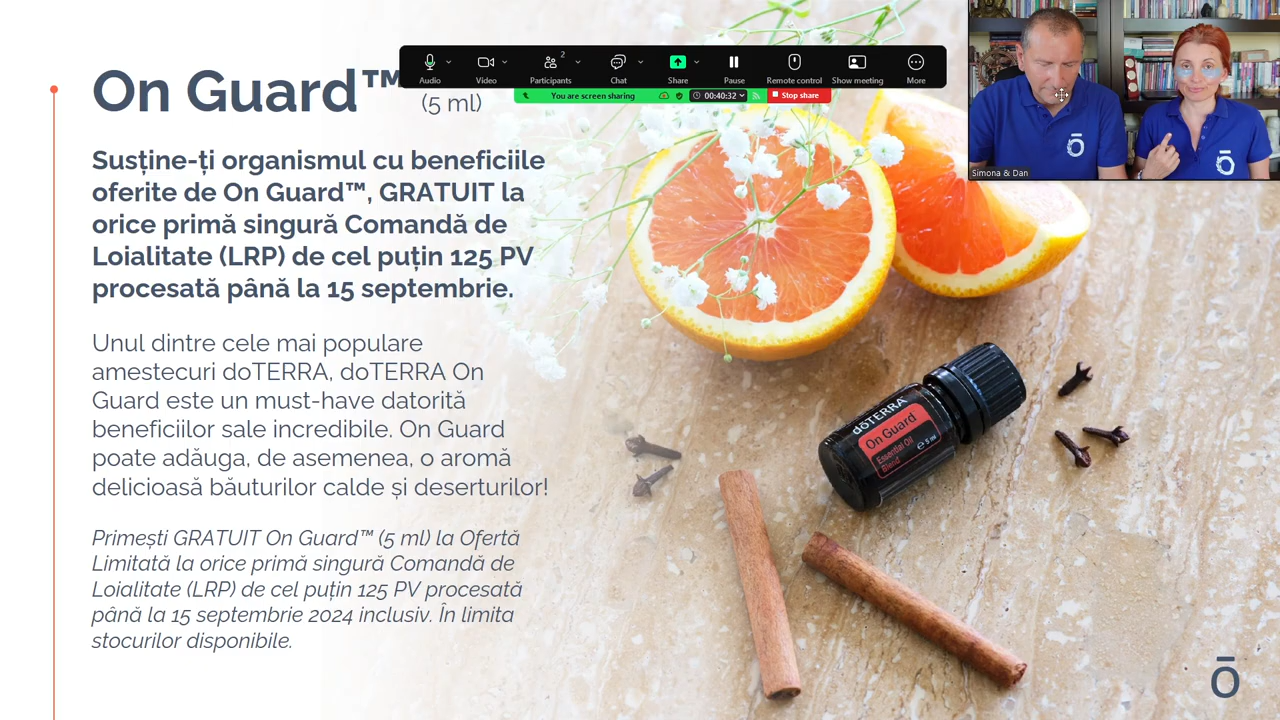 Audio
Video
Participants
2
Chat
Share
Pause
Remote control
Show meeting
More
You are screen sharing
00:40:32
Stop share
Simona & Dan
On Guard™
(5 ml)
Susține-ți organismul cu beneficiile
oferite de On Guard™, GRATUIT la
orice primă singură Comandă de
Loialitate (LRP) de cel puțin 125 PV
procesată până la 15 septembrie.
Unul dintre cele mai populare
amestecuri doTERRA, doTERRA On
Guard este un must-have datorită
beneficiilor sale incredibile. On Guard
poate adăuga, de asemenea, o aromă
delicioasă băuturilor calde și deserturilor!
Primești GRATUIT On Guard™ (5 ml) la Ofertă
Limitată la orice primă singură Comandă de
Loialitate (LRP) de cel puțin 125 PV procesată
până la 15 septembrie 2024 inclusiv. În limita
stocurilor disponibile.
dōTERRA
On Guard
Essential Oil
Blend
℮ 5 ml